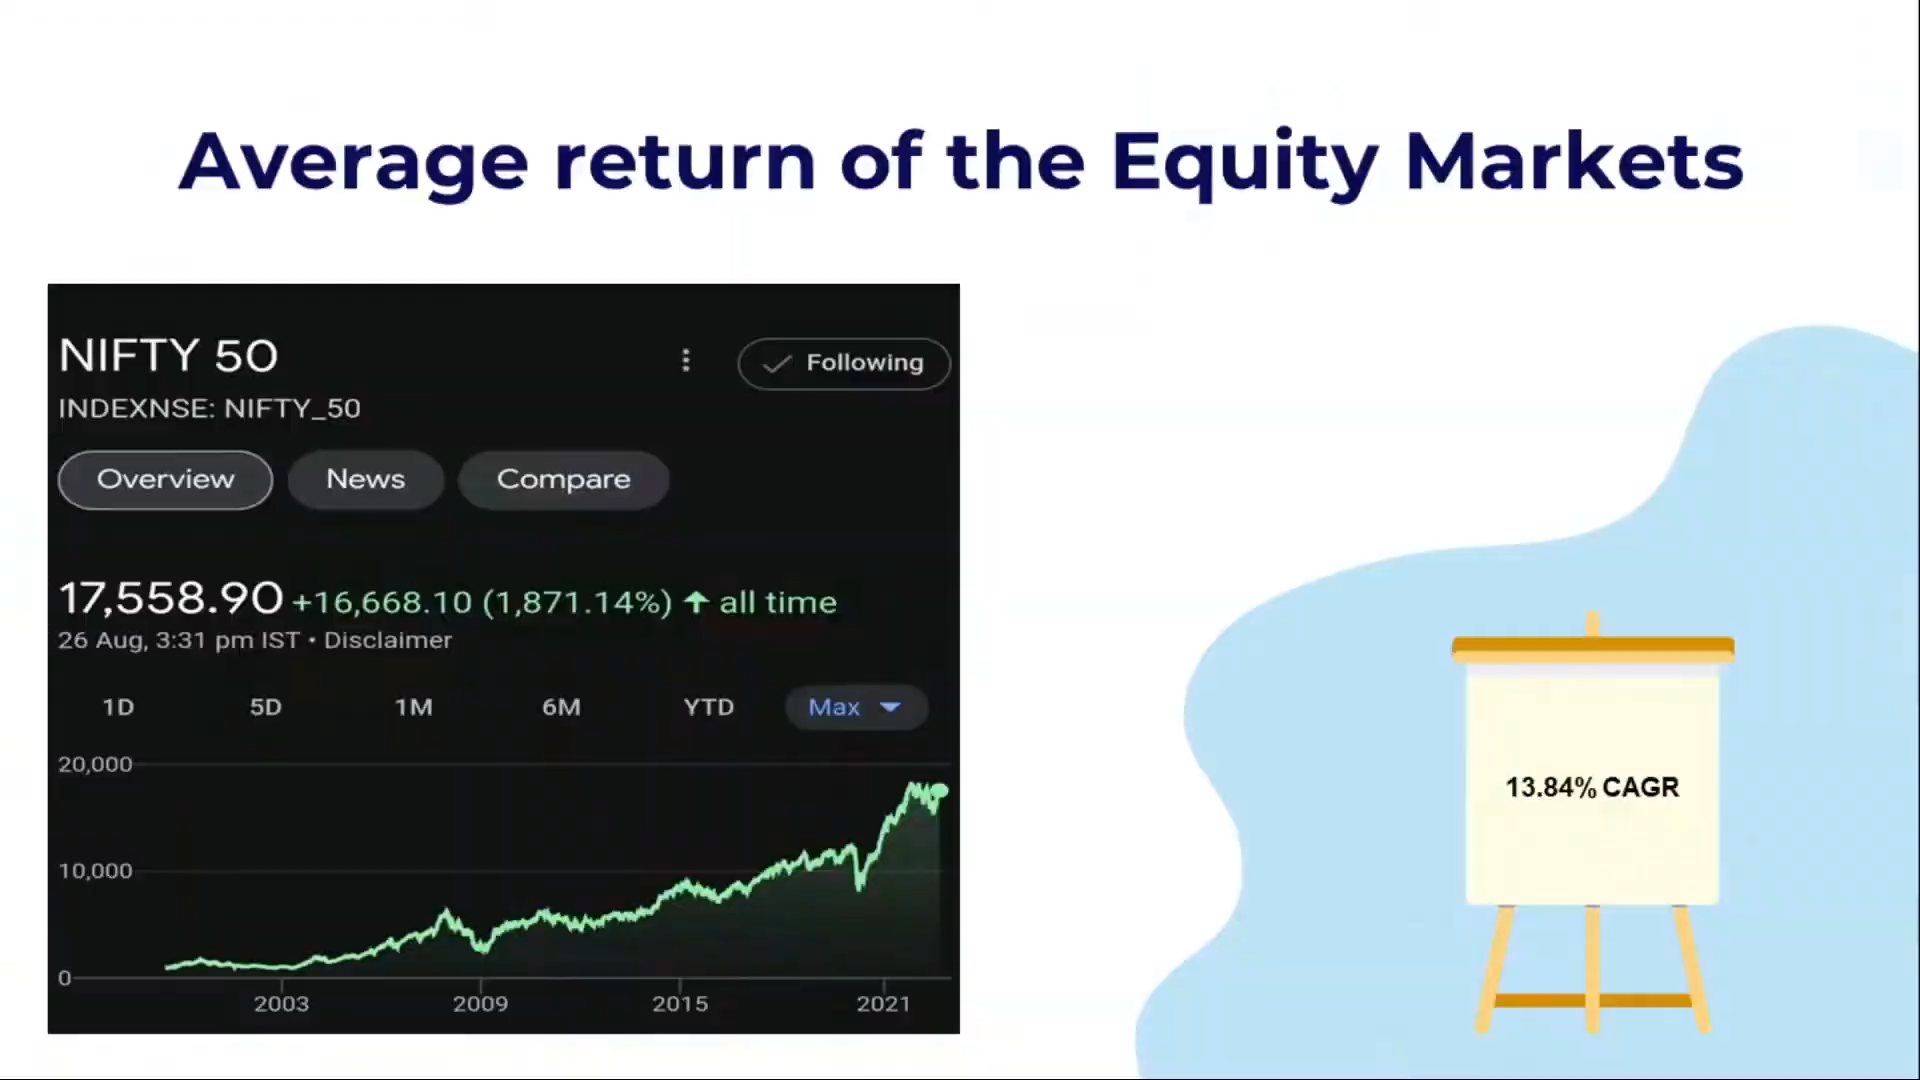 Average return of the Equity Markets
NIFTY 50
Following
INDEXNSE: NIFTY_50
Overview News Compare
17,558.90 +16,668.10 (1,871.14%) ↑ all time
26 Aug, 3:31 pm IST • Disclaimer
1D 5D 1M 6M YTD Max
20,000
10,000
0
2003 2009 2015 2021
13.84% CAGR